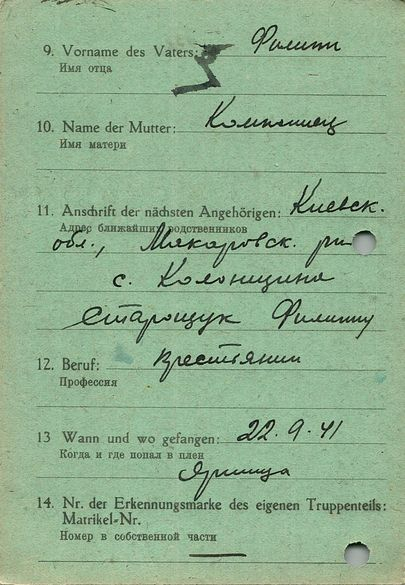 9. Vorname des Vaters: Филипп
Имя отца
10. Name der Mutter: Компаниец
Имя матери
11. Anschrift der nächsten Angehörigen: Киевск.
Адрес ближайших родственников
обл., Макаровск.
с. Колонщина
Старощук Филиппу
12. Beruf: крестьянин
Профессия
13 Wann und wo gefangen: 22.9.41
Когда и где попал в плен
14. Nr. der Erkennungsmarke des eigenen Truppenteils:
Matrikel-Nr.
Номер в собственной части